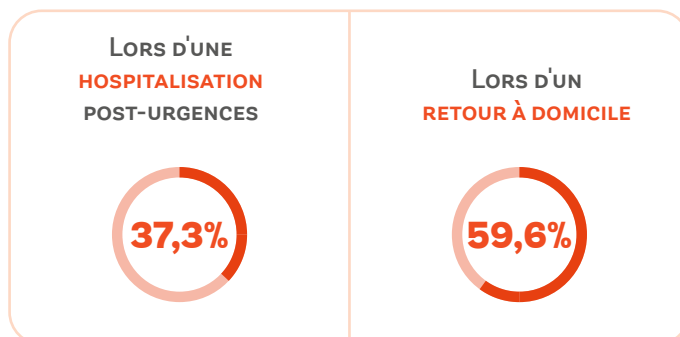 Lors d'une
hospitalisation
post-urgences
37,3%
Lors d'un
retour à domicile
59,6%